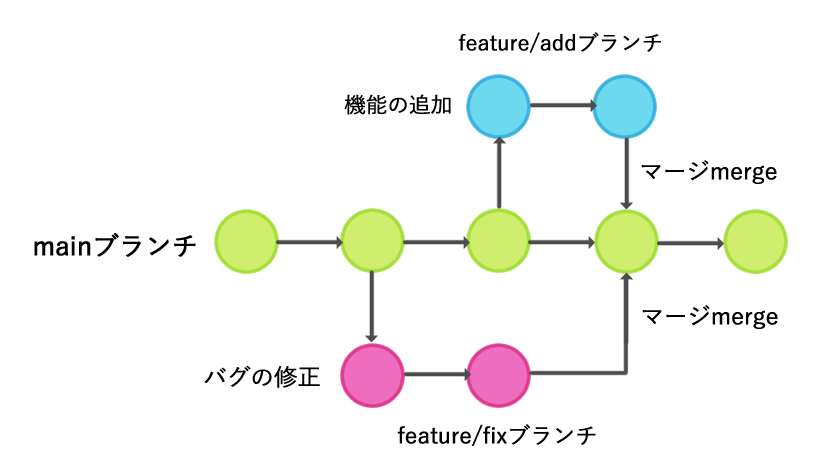 feature/addブランチ
機能の追加
マージmerge
mainブランチ
マージmerge
バグの修正
feature/fixブランチ